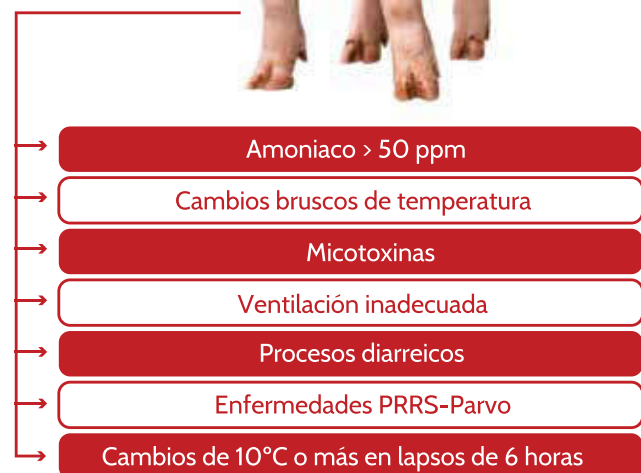 Amoniaco > 50 ppm
Cambios bruscos de temperatura
Micotoxinas
Ventilación inadecuada
Procesos diarreicos
Enfermedades PRRS-Parvo
Cambios de 10°C o más en lapsos de 6 horas